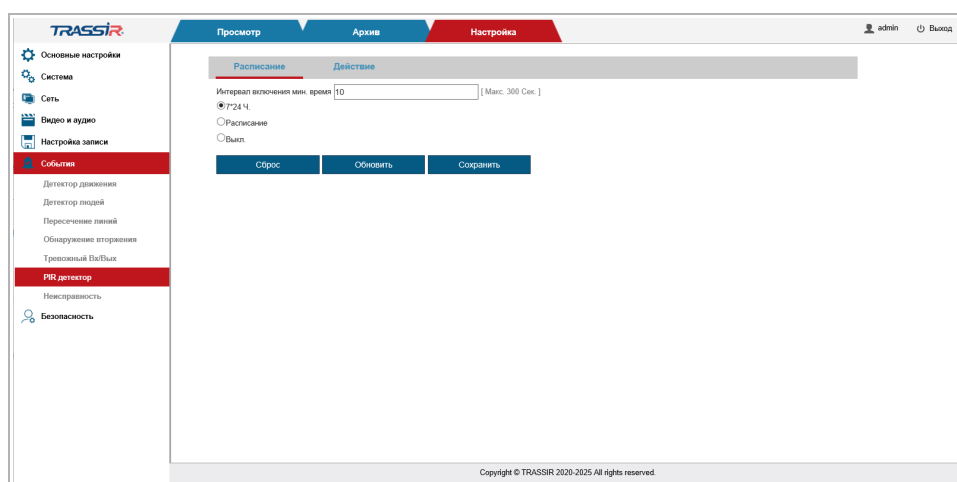 TRASSIR
Просмотр Архив Настройка
admin Выход
Основные настройки
Система
Сеть
Видео и аудио
Настройка записи
События
Детектор движения
Детектор людей
Пересечение линий
Обнаружение вторжения
Тревожный Вх/Вых
PIR детектор
Неисправность
Безопасность
Расписание Действие
Интервал включения мин. время 10 [ Макс. 300 Сек. ]
7*24 Ч.
Расписание
Выкл.
Сброс Обновить Сохранить
Copyright © TRASSIR 2020-2025 All rights reserved.